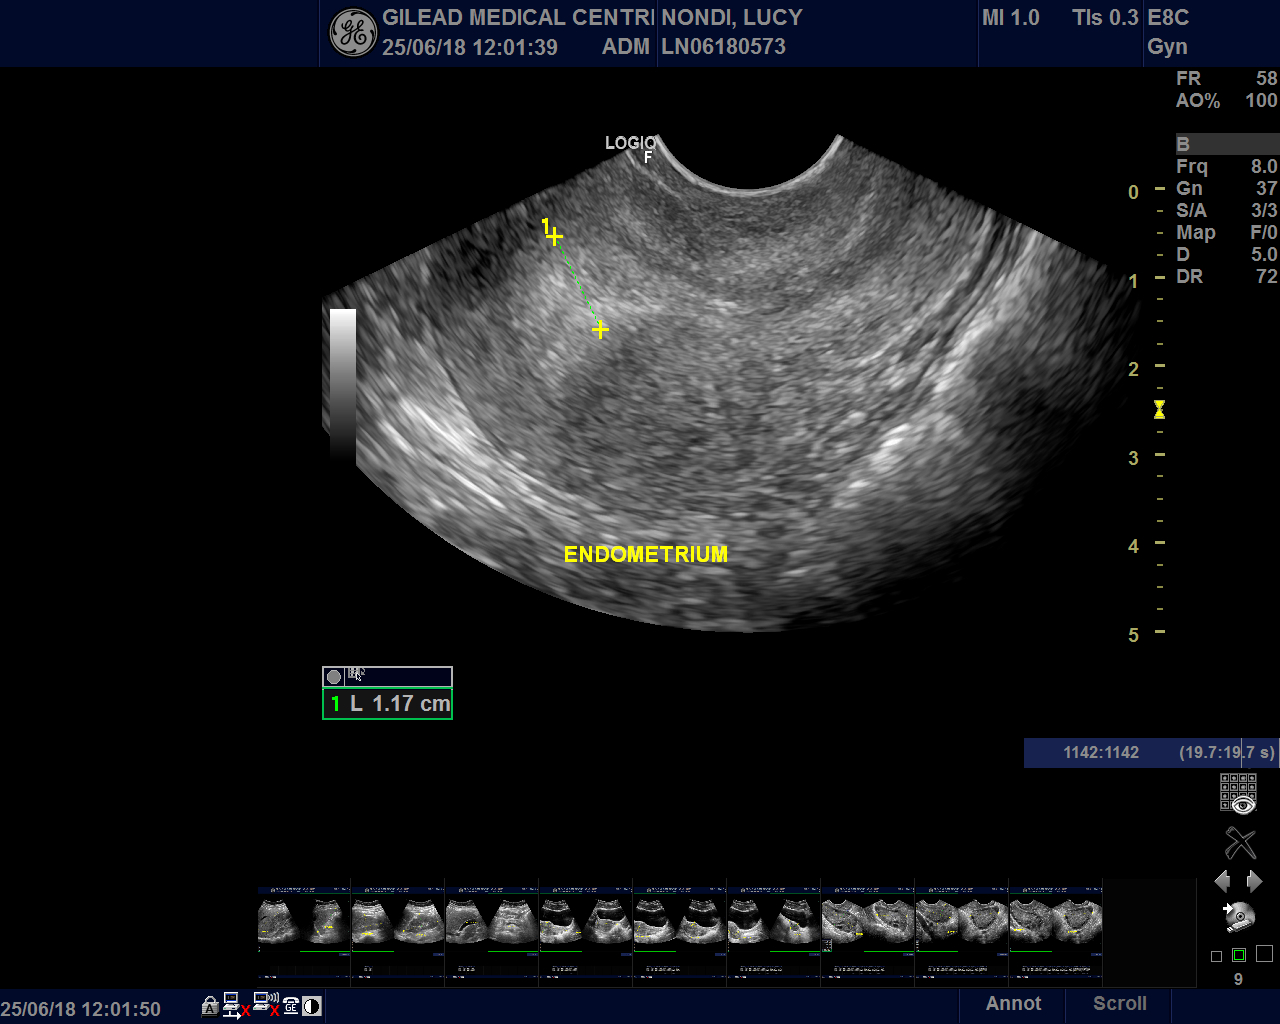 GILEAD MEDICAL CENTRI
NONDI, LUCY
MI 1.0
TIs 0.3
E8C
25/06/18 12:01:39
ADM
LN06180573
Gyn
FR 58
AO% 100
B
Frq 8.0
Gn 37
S/A 3/3
Map F/0
D 5.0
DR 72
LOGIQ
F
1
0
1
2
3
4
5
ENDOMETRIUM
1 L 1.17 cm
1142:1142 (19.7:19.7 s)
9
25/06/18 12:01:50
Annot
Scroll